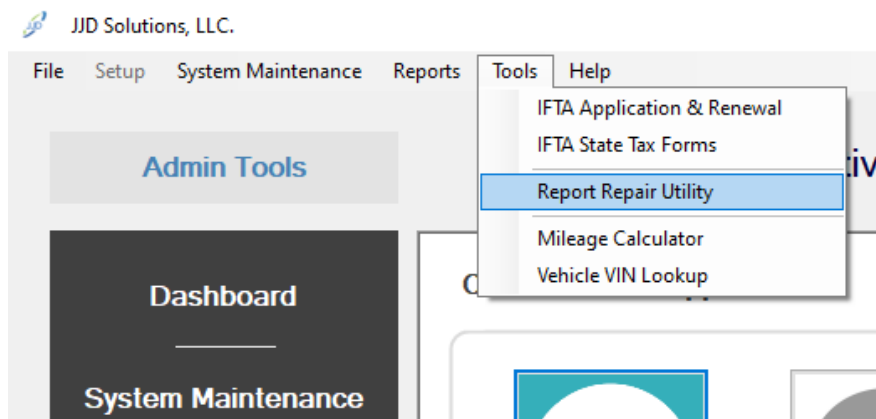 JJD Solutions, LLC.
File Setup System Maintenance Reports Tools Help
IFTA Application & Renewal
IFTA State Tax Forms
Report Repair Utility
Mileage Calculator
Vehicle VIN Lookup
Admin Tools
Dashboard
System Maintenance